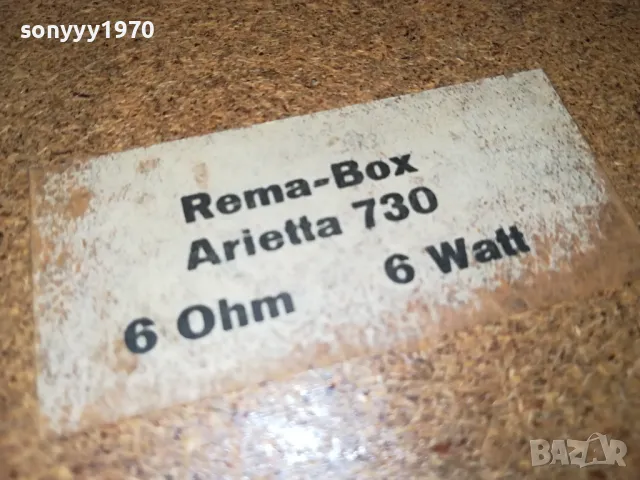 sonyyy1970
Rema-Box
Arietta 730
6 Ohm 6 Watt
BAZAR